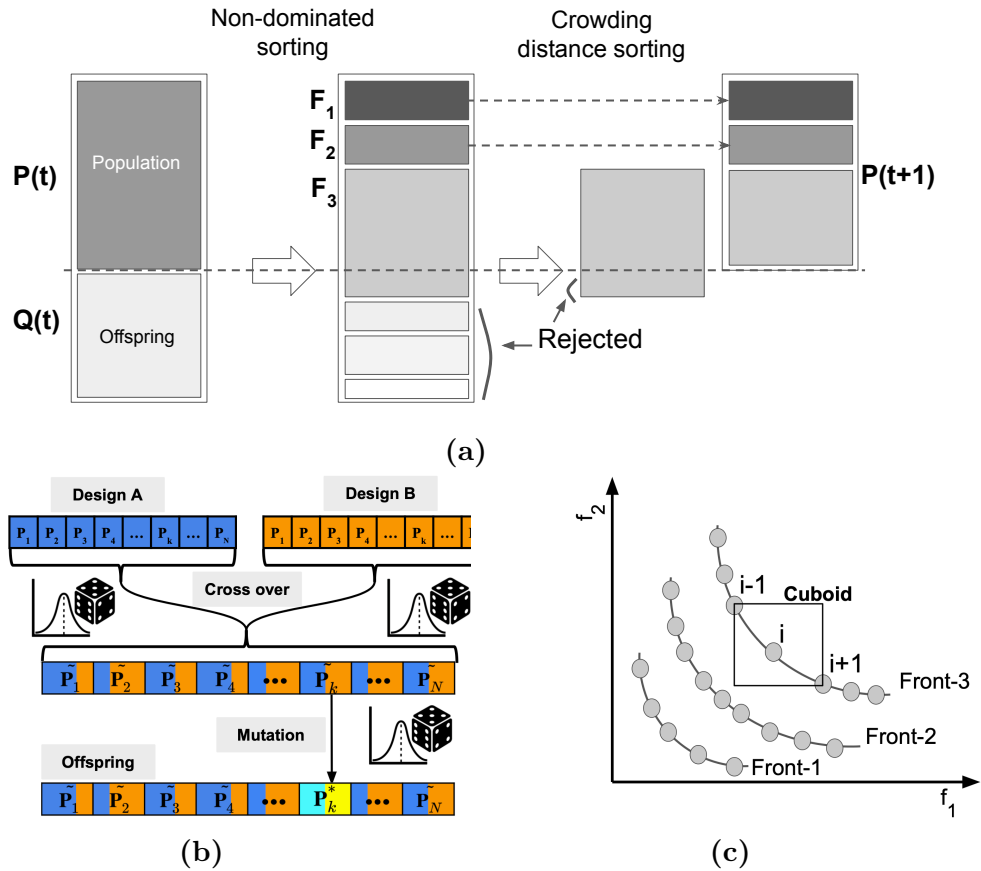 Non-dominated
sorting
Crowding
distance sorting
P(t)
Population
Q(t)
Offspring
F1
F2
F3
Rejected
P(t+1)
(a)
Design A
Design B
P1 P2 P3 P4 ... Pk ... PN
P1 P2 P3 P4 ... Pk ...
Cross over
P̃1 P̃2 P̃3 P̃4 ••• P̃k ••• P̃N
Mutation
Offspring
P̃1 P̃2 P̃3 P̃4 ••• P*k ••• P̃N
(b)
f2
i-1
Cuboid
i
i+1
Front-3
Front-2
Front-1
f1
(c)